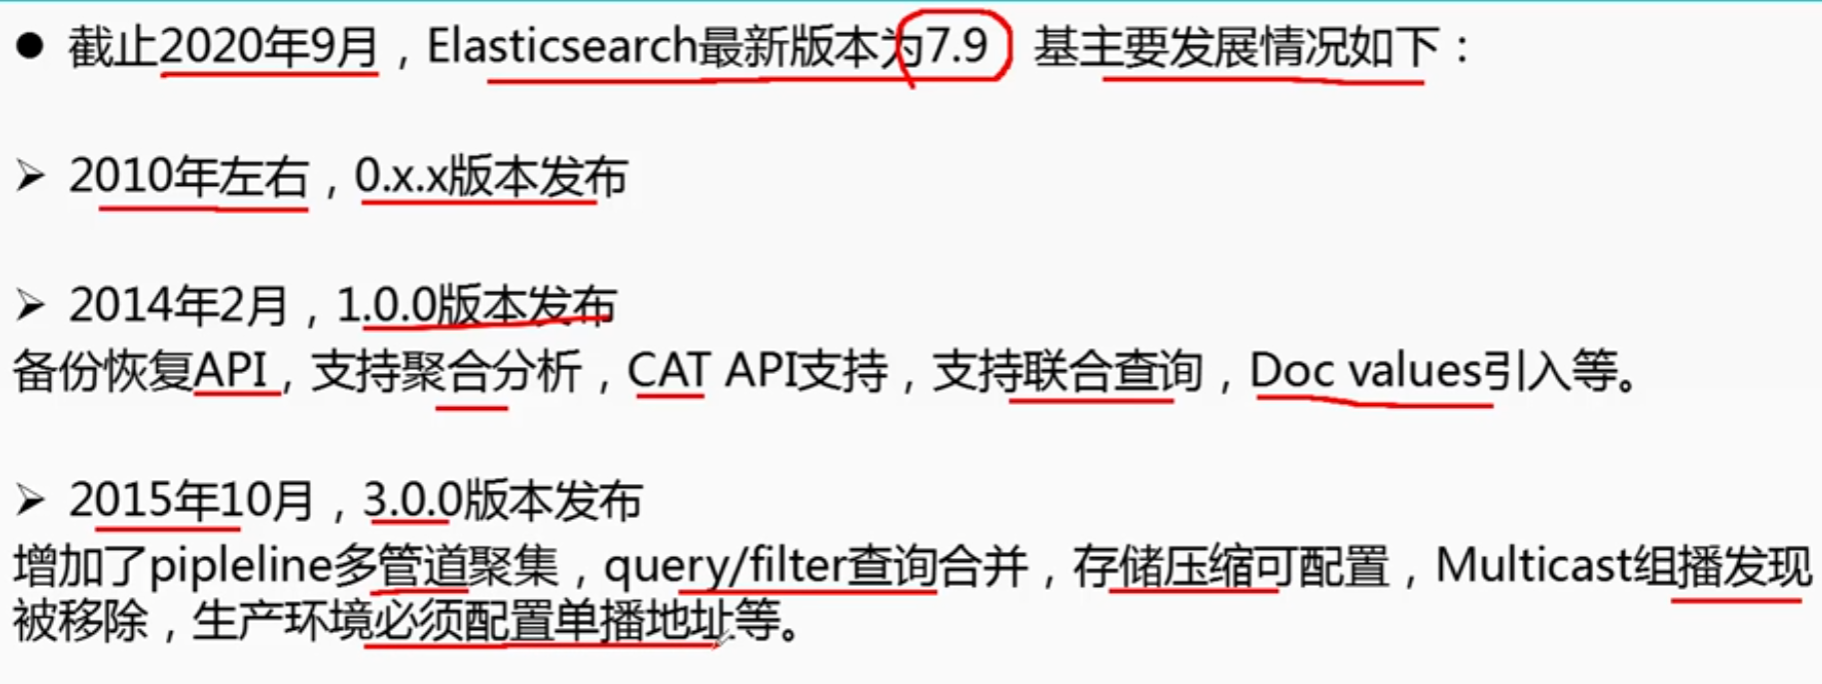 ● 截止2020年9月，Elasticsearch最新版本为7.9 基主要发展情况如下：
➢ 2010年左右，0.x.x版本发布
➢ 2014年2月，1.0.0版本发布
备份恢复API，支持聚合分析，CAT API支持，支持联合查询，Doc values引入等。
➢ 2015年10月，3.0.0版本发布
增加了pipleline多管道聚集，query/filter查询合并，存储压缩可配置，Multicast组播发现
被移除，生产环境必须配置单播地址等。